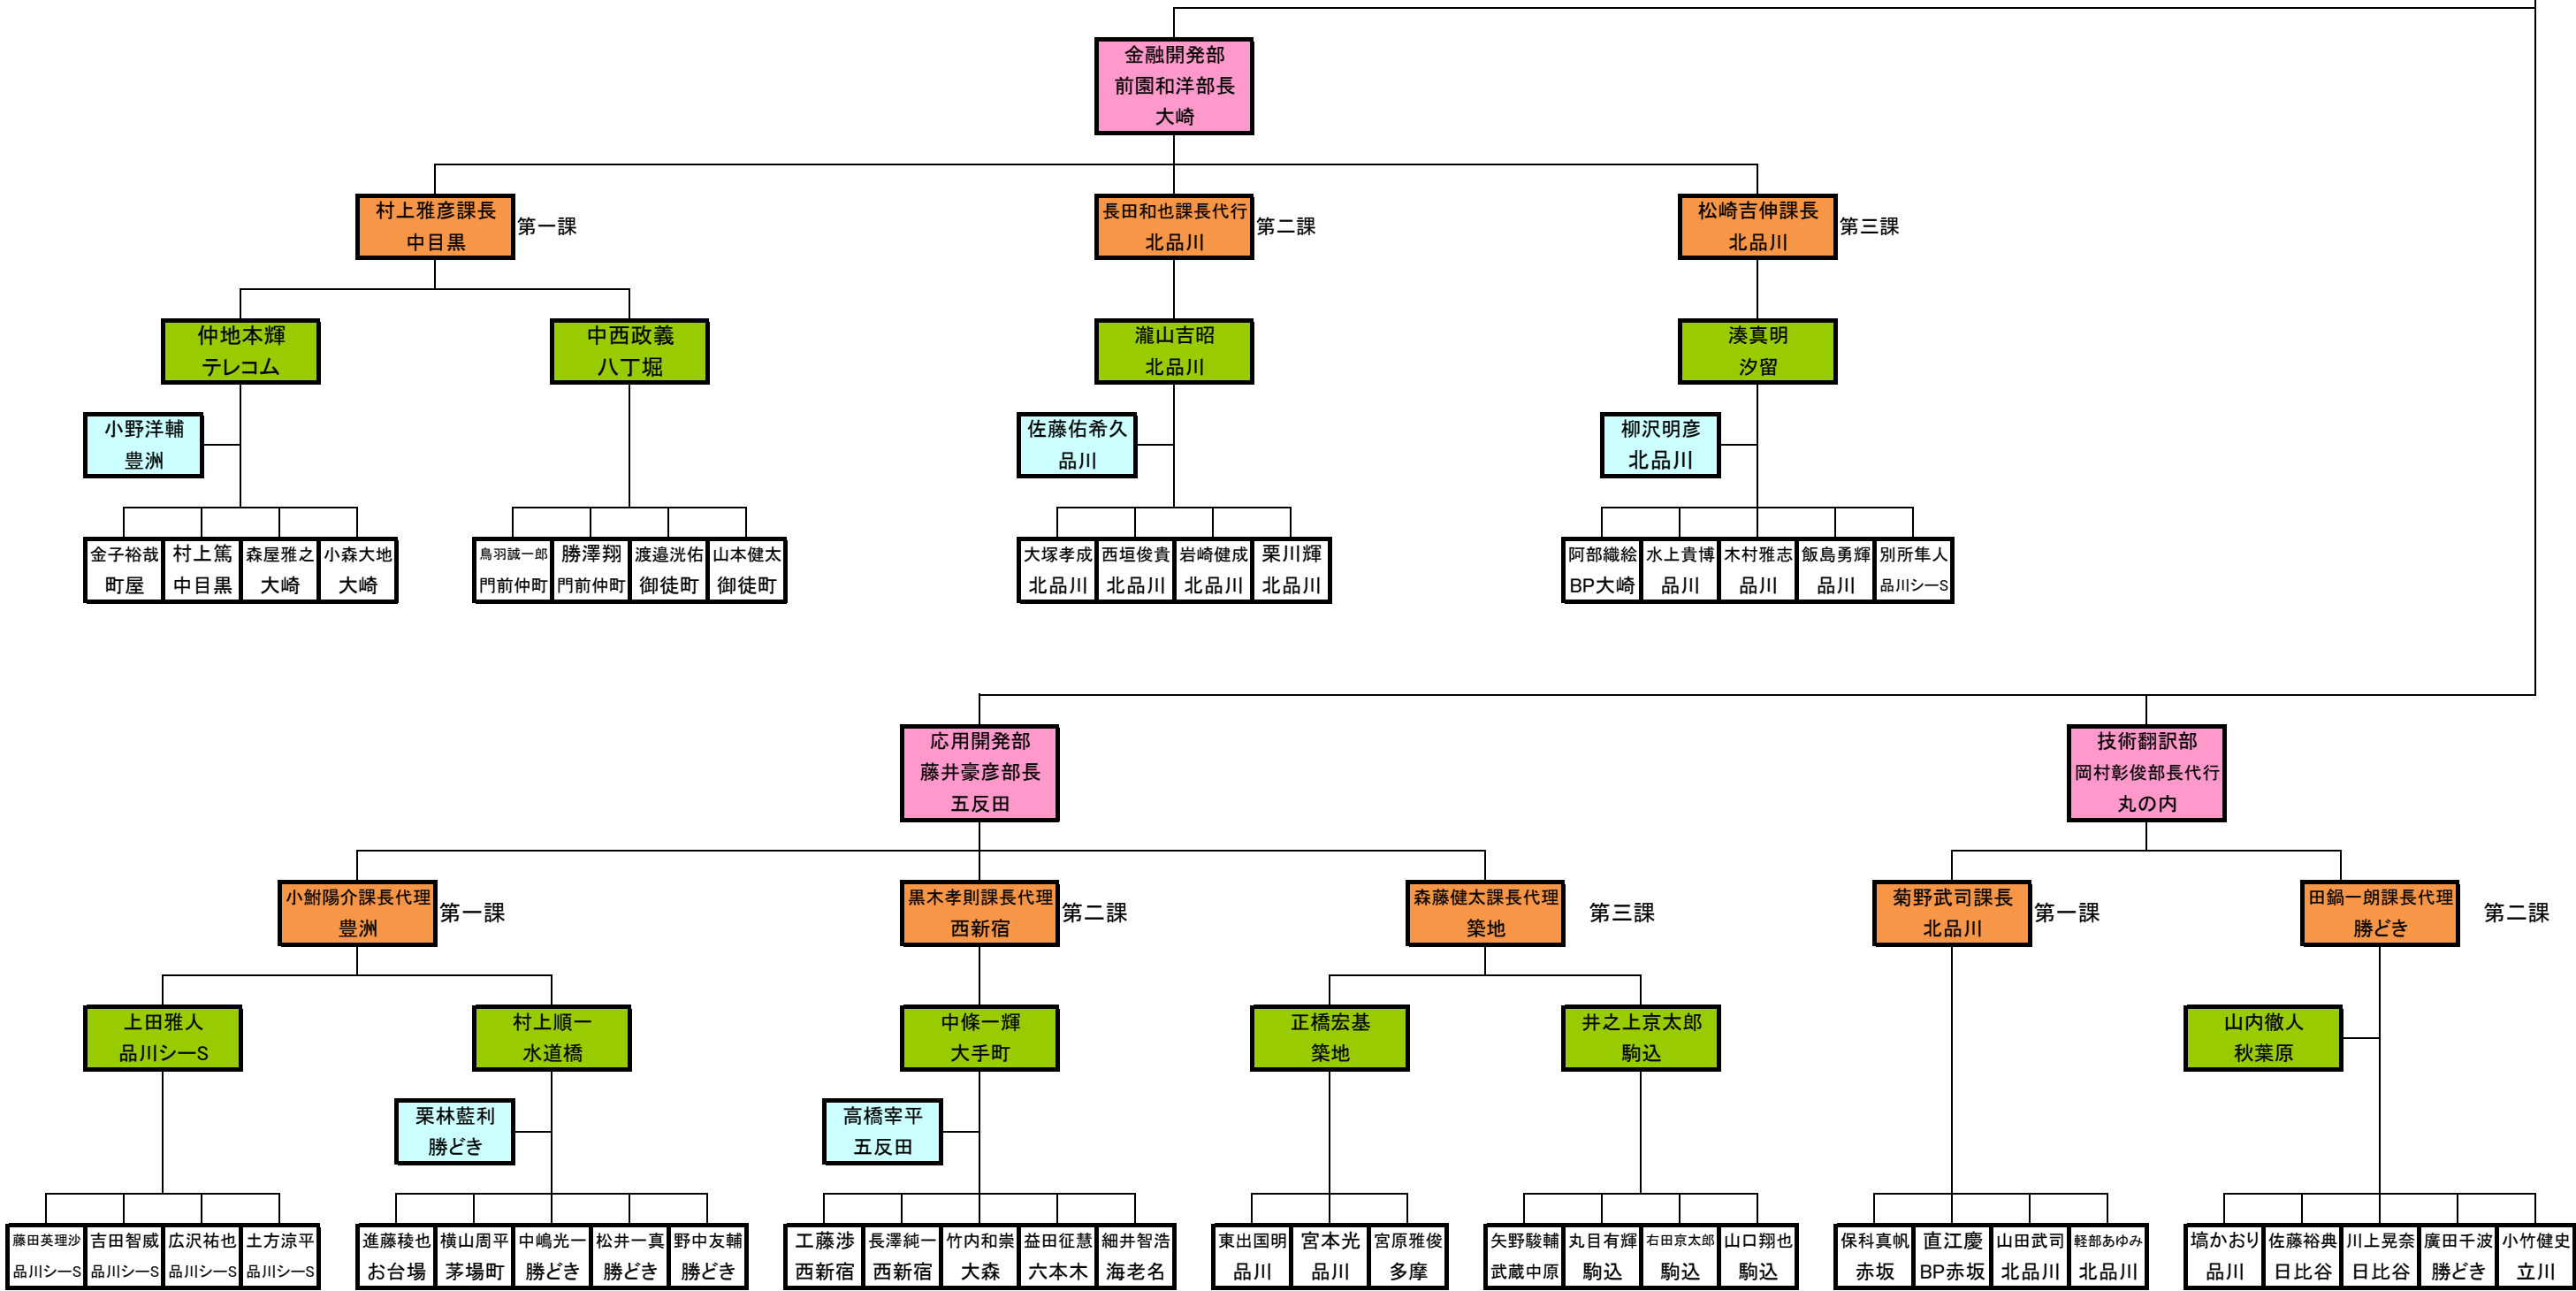 金融開発部
前園和洋部長
大崎
村上雅彦課長
中目黒
第一課
長田和也課長代行
北品川
第二課
松崎吉伸課長
北品川
第三課
仲地本輝
テレコム
中西政義
八丁堀
瀧山吉昭
北品川
湊真明
汐留
小野洋輔
豊洲
佐藤佑希久
品川
柳沢明彦
北品川
金子裕哉
町屋
村上篤
中目黒
森屋雅之
大崎
小森大地
大崎
鳥羽誠一郎
門前仲町
勝澤翔
門前仲町
渡邉洸佑
御徒町
山本健太
御徒町
大塚孝成
北品川
西垣俊貴
北品川
岩崎健成
北品川
栗川輝
北品川
阿部織絵
BP大崎
水上貴博
品川
木村雅志
品川
飯島勇輝
品川
別所隼人
品川シーS
応用開発部
藤井豪彦部長
五反田
技術翻訳部
岡村彰俊部長代行
丸の内
小鮒陽介課長代理
豊洲
第一課
黒木孝則課長代理
西新宿
第二課
森藤健太課長代理
築地
第三課
菊野武司課長
北品川
第一課
田鍋一朗課長代理
勝どき
第二課
上田雅人
品川シーS
村上順一
水道橋
中條一輝
大手町
正橋宏基
築地
井之上京太郎
駒込
山内徹人
秋葉原
栗林藍利
勝どき
高橋宰平
五反田
藤田英理沙
品川シーS
吉田智威
品川シーS
広沢祐也
品川シーS
土方涼平
品川シーS
進藤稜也
お台場
横山周平
茅場町
中嶋光一
勝どき
松井一真
勝どき
野中友輔
勝どき
工藤渉
西新宿
長澤純一
西新宿
竹内和崇
大森
益田征慧
六本木
細井智浩
海老名
東出国明
品川
宮本光
品川
宮原雅俊
多摩
矢野駿輔
武蔵中原
丸目有輝
駒込
右田京太郎
駒込
山口翔也
駒込
保科真帆
赤坂
直江慶
BP赤坂
山田武司
北品川
軽部あゆみ
北品川
塙かおり
品川
佐藤裕典
日比谷
川上晃奈
日比谷
廣田千波
勝どき
小竹健史
立川